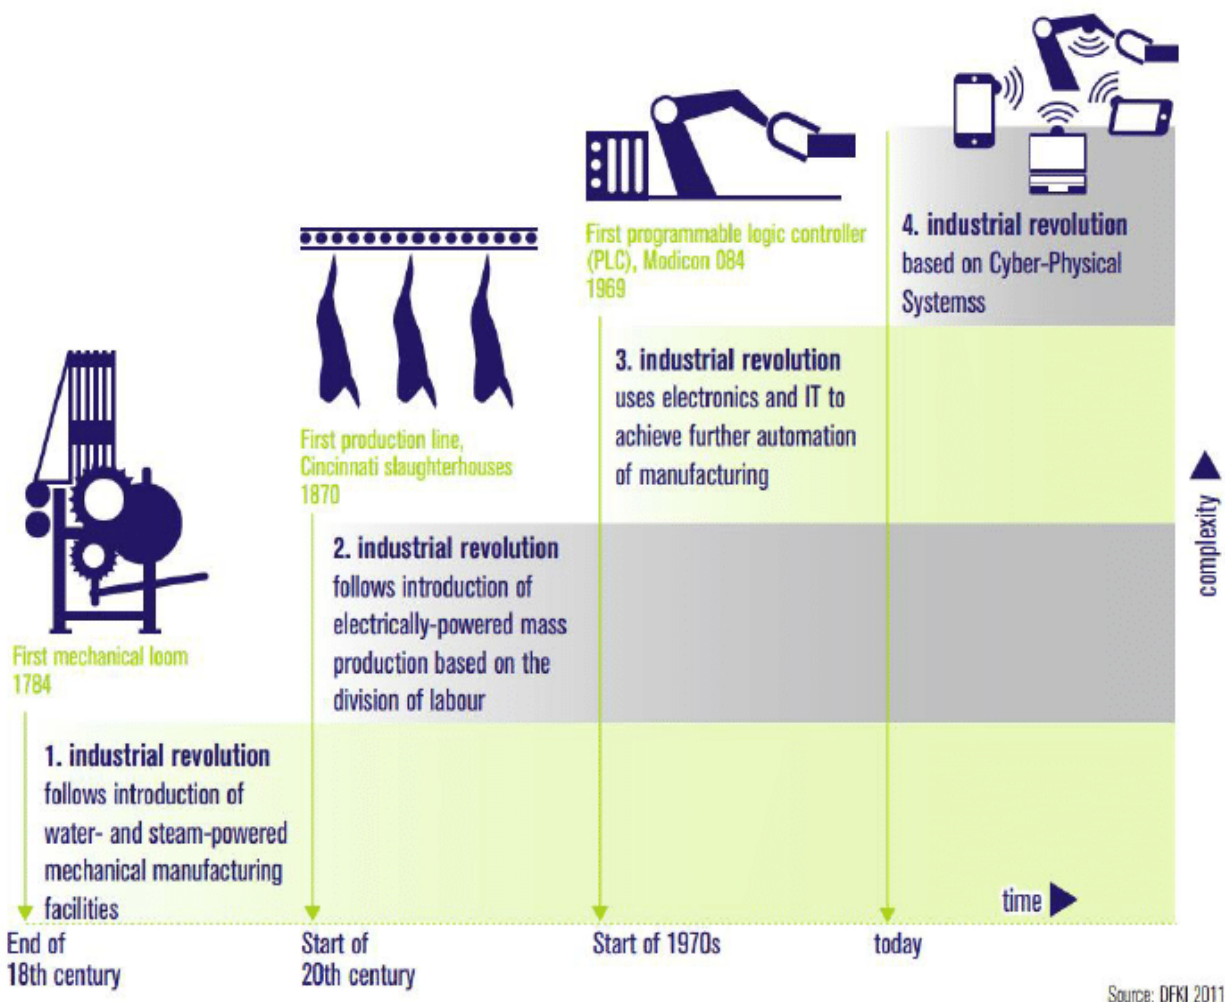 4. industrial revolution
based on Cyber-Physical
Systemss
First programmable logic controller
(PLC), Modicon 084
1969
3. industrial revolution
uses electronics and IT to
achieve further automation
of manufacturing
First production line,
Cincinnati slaughterhouses
1870
2. industrial revolution
follows introduction of
electrically-powered mass
production based on the
division of labour
First mechanical loom
1784
1. industrial revolution
follows introduction of
water- and steam-powered
mechanical manufacturing
facilities
complexity
time
End of
18th century
Start of
20th century
Start of 1970s
today
Source: DFKI 2011